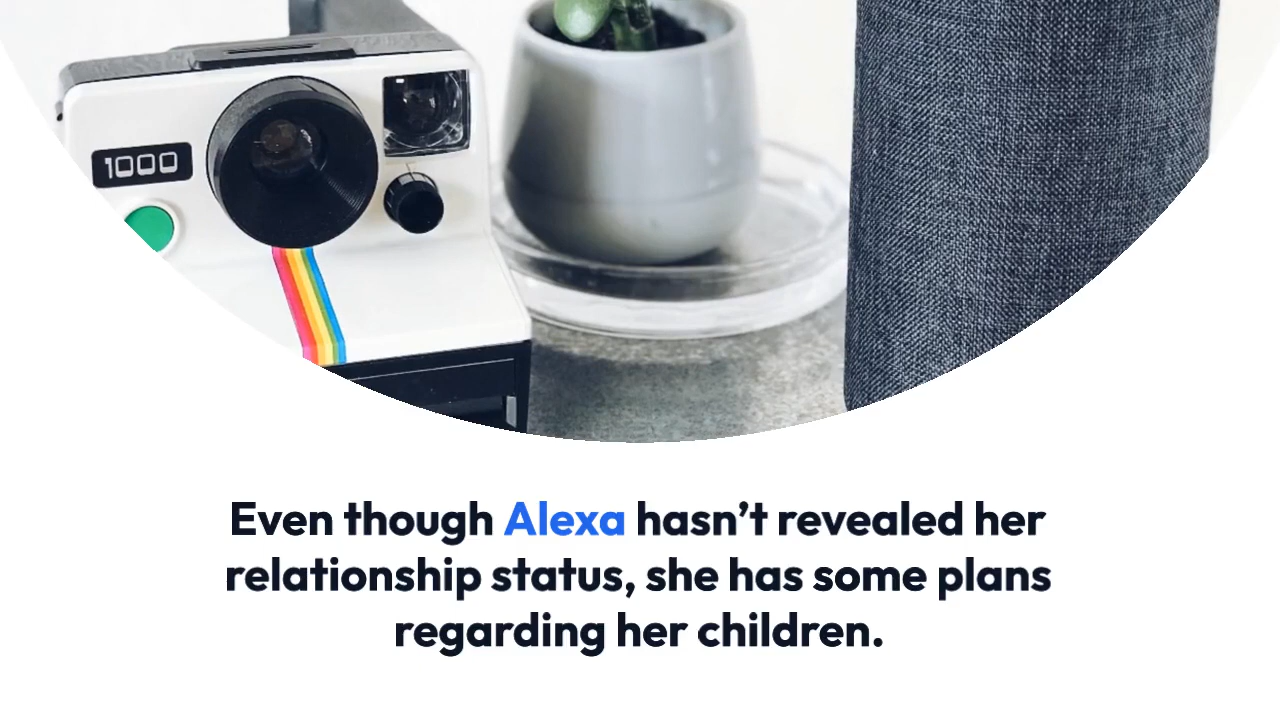 1000
Even though Alexa hasn’t revealed her
relationship status, she has some plans
regarding her children.